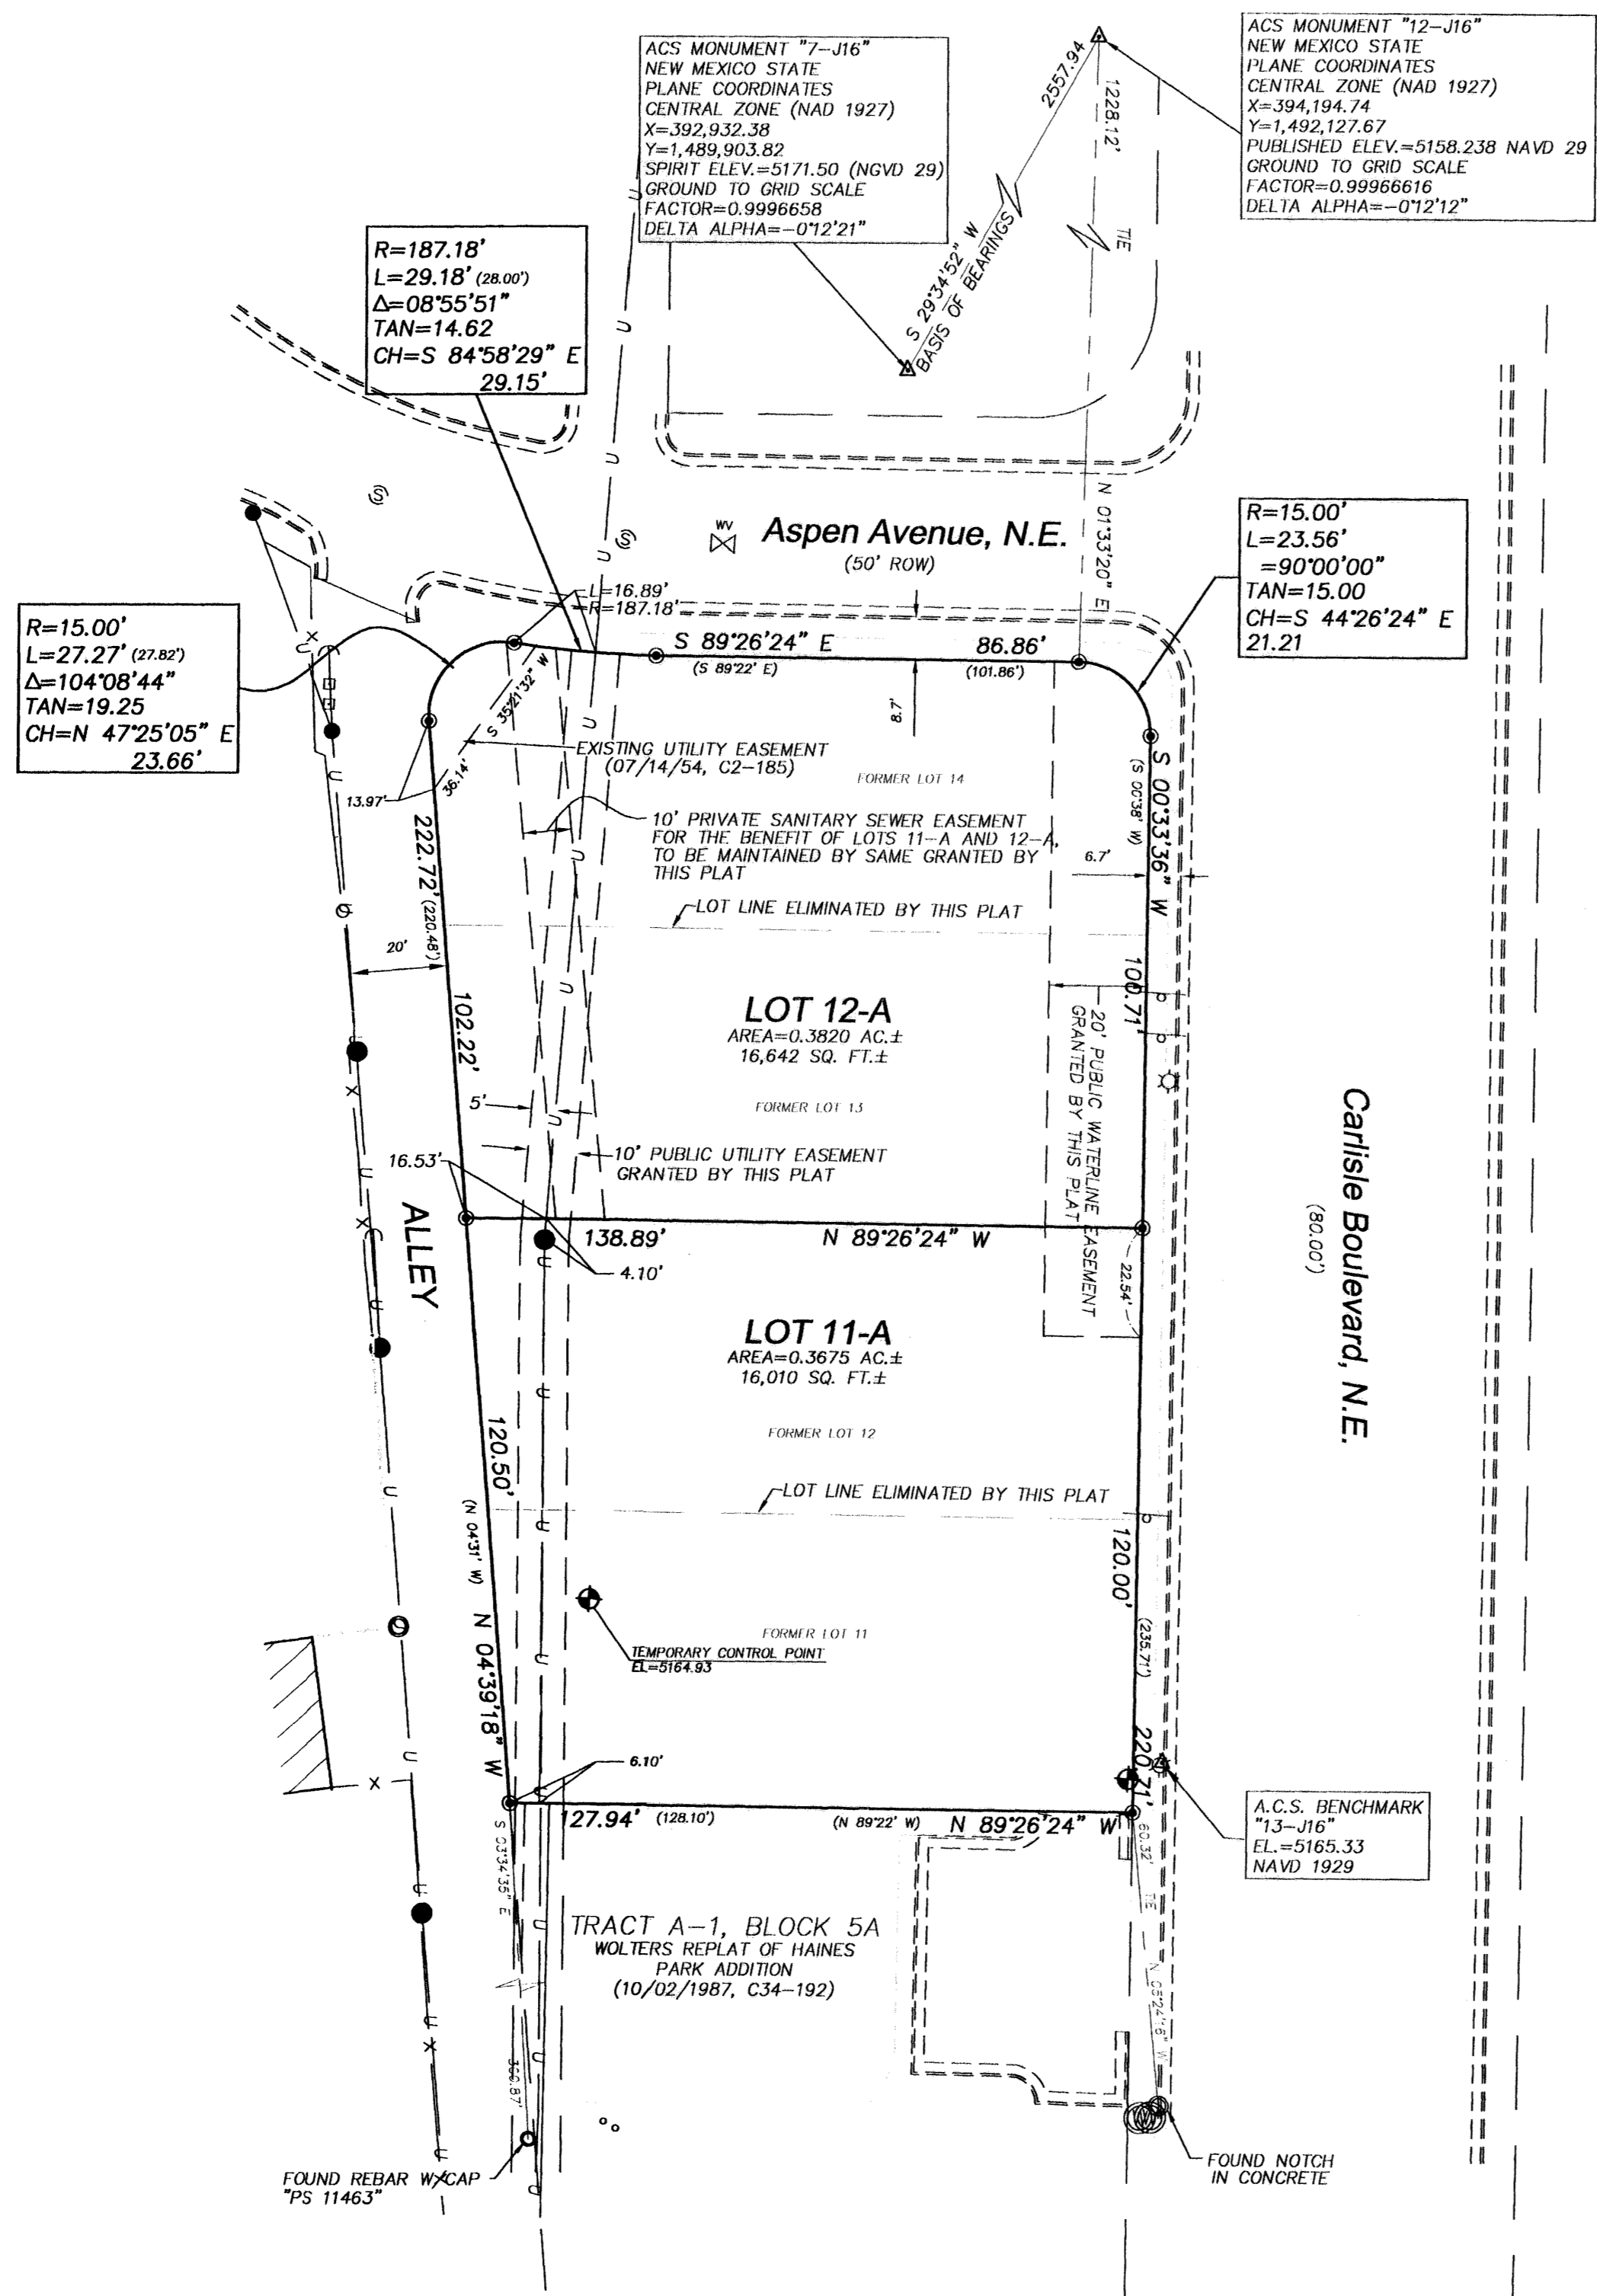 ACS MONUMENT "7-J16"
NEW MEXICO STATE
PLANE COORDINATES
CENTRAL ZONE (NAD 1927)
X=392,932.38
Y=1,489,903.82
SPIRIT ELEV.=5171.50 (NGVD 29)
GROUND TO GRID SCALE
FACTOR=0.9996658
DELTA ALPHA=-0°12'21"
ACS MONUMENT "12-J16"
NEW MEXICO STATE
PLANE COORDINATES
CENTRAL ZONE (NAD 1927)
X=394,194.74
Y=1,492,127.67
PUBLISHED ELEV.=5158.238 NAVD 29
GROUND TO GRID SCALE
FACTOR=0.99966616
DELTA ALPHA=-0°12'12"
2557.94
1228.12'
TIE
S 29°34'52" W
BASIS OF BEARINGS
N 01°33'20" E
R=187.18'
L=29.18' (28.00')
Δ=08°55'51"
TAN=14.62
CH=S 84°58'29" E
29.15'
WV
Aspen Avenue, N.E.
(50' ROW)
R=15.00'
L=23.56'
=90°00'00"
TAN=15.00
CH=S 44°26'24" E
21.21
R=15.00'
L=27.27' (27.82')
Δ=104°08'44"
TAN=19.25
CH=N 47°25'05" E
23.66'
L=16.89'
R=187.18'
S 89°26'24" E 86.86'
(S 89°22' E) (101.86')
8.7'
S 35°21'32" W
36.14'
13.97'
EXISTING UTILITY EASEMENT
(07/14/54, C2-185)
FORMER LOT 14
10' PRIVATE SANITARY SEWER EASEMENT
FOR THE BENEFIT OF LOTS 11-A AND 12-A,
TO BE MAINTAINED BY SAME GRANTED BY
THIS PLAT
6.7'
S 00°33'36" W
(S 00°38' W)
222.72'
(220.48')
LOT LINE ELIMINATED BY THIS PLAT
20'
102.22'
100.71'
LOT 12-A
AREA=0.3820 AC.±
16,642 SQ. FT.±
20' PUBLIC WATERLINE EASEMENT
GRANTED BY THIS PLAT
5'
FORMER LOT 13
10' PUBLIC UTILITY EASEMENT
GRANTED BY THIS PLAT
16.53'
ALLEY
138.89' N 89°26'24" W
4.10'
22.54'
Carlisle Boulevard, N.E.
(80.00')
LOT 11-A
AREA=0.3675 AC.±
16,010 SQ. FT.±
FORMER LOT 12
120.50'
LOT LINE ELIMINATED BY THIS PLAT
(N 04°31' W)
N 04°39'18" W
120.00'
(235.71')
220.71'
FORMER LOT 11
TEMPORARY CONTROL POINT
EL=5164.93
6.10'
127.94' (128.10') (N 89°22' W) N 89°26'24" W
A.C.S. BENCHMARK
"13-J16"
EL.=5165.33
NAVD 1929
S 03°34'35" E
60.32'
TIE
TRACT A-1, BLOCK 5A
WOLTERS REPLAT OF HAINES
PARK ADDITION
(10/02/1987, C34-192)
FOUND REBAR W/CAP
"PS 11463"
FOUND NOTCH
IN CONCRETE